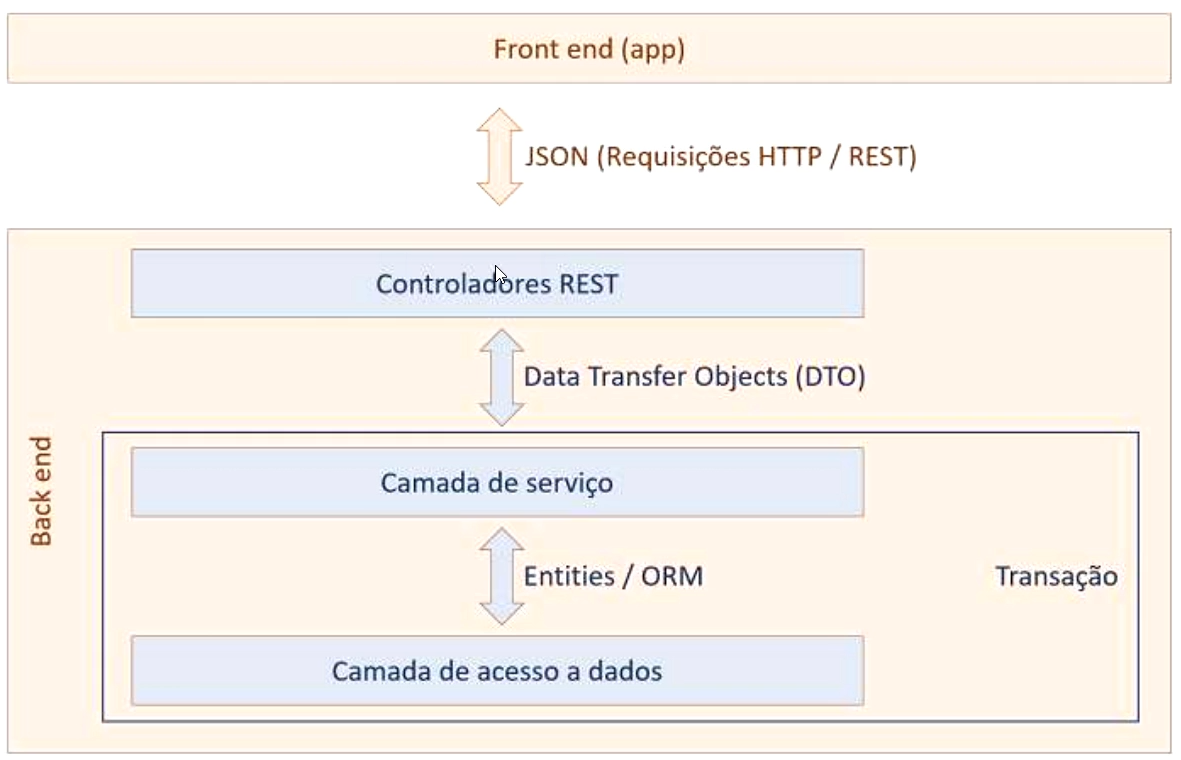 Front end (app)
JSON (Requisições HTTP / REST)
Controladores REST
Data Transfer Objects (DTO)
Back end
Camada de serviço
Entities / ORM
Transação
Camada de acesso a dados